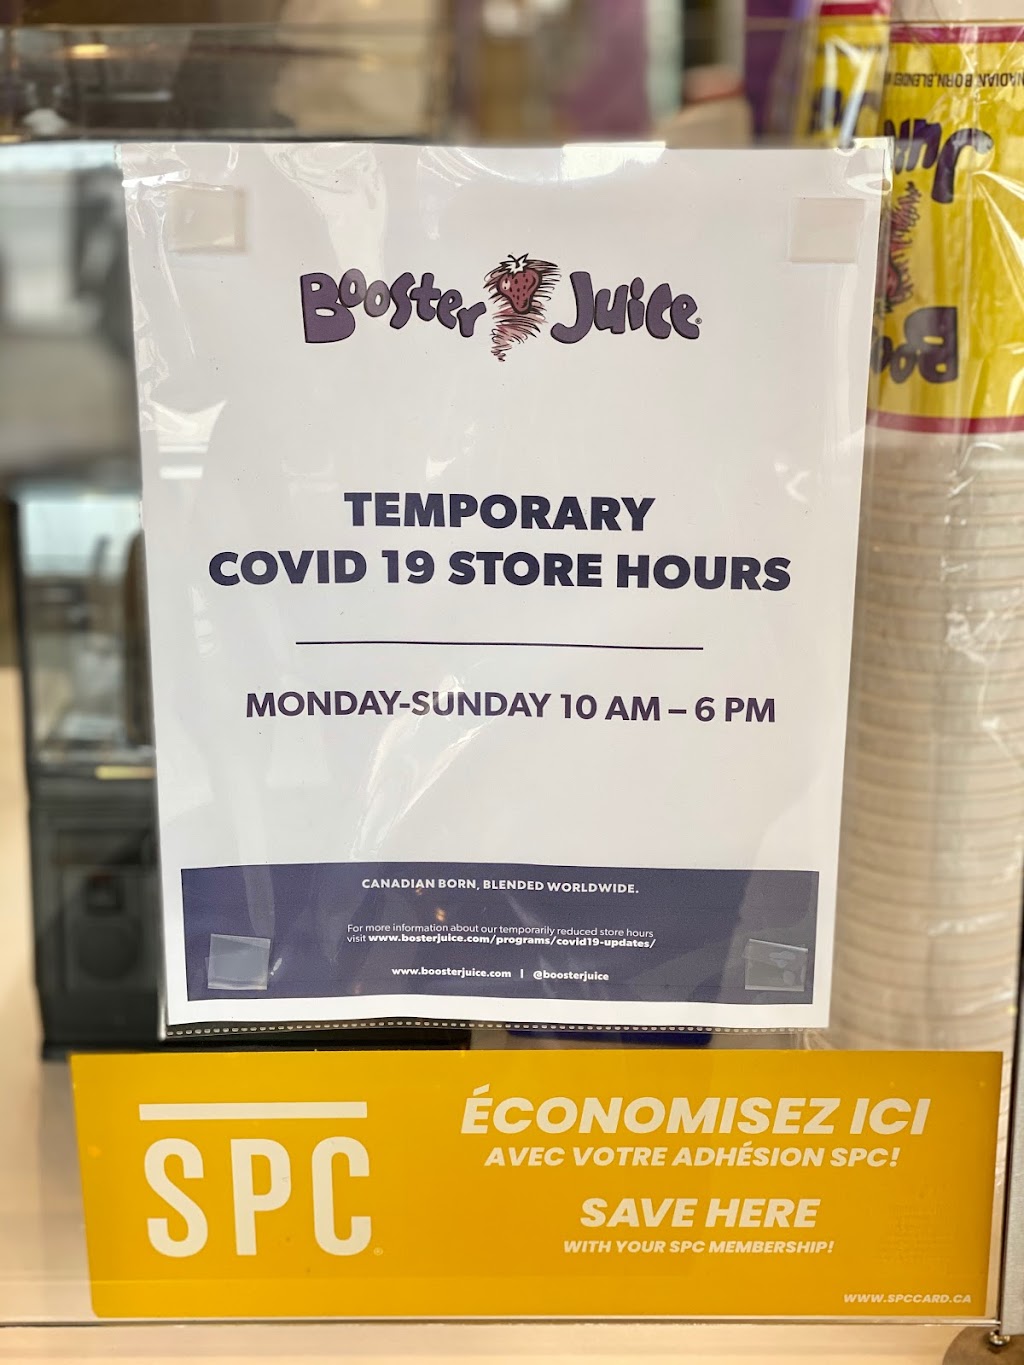 Booster Juice
TEMPORARY
COVID 19 STORE HOURS
MONDAY-SUNDAY 10 AM – 6 PM
CANADIAN BORN, BLENDED WORLDWIDE.
For more information about our temporarily reduced store hours
visit www.bosterjuice.com/programs/covid19-updates/
www.boosterjuice.com | @boosterjuice
SPC
ÉCONOMISEZ ICI
AVEC VOTRE ADHÉSION SPC!
SAVE HERE
WITH YOUR SPC MEMBERSHIP!
WWW.SPCCARD.CA